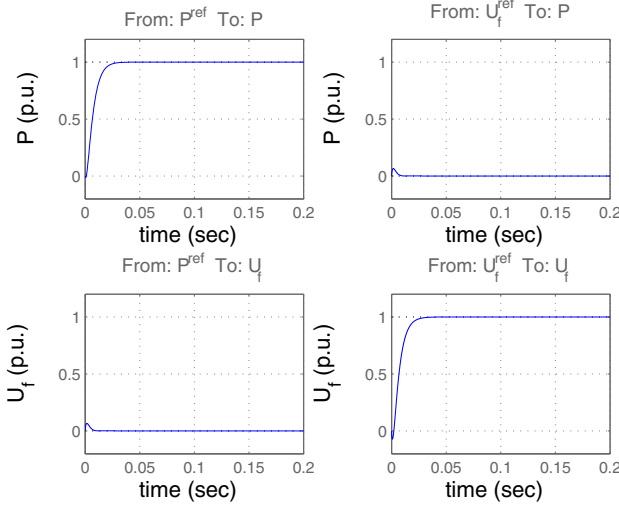 From: P^ref To: P
1
0.5
0
P (p.u.)
0 0.05 0.1 0.15 0.2
time (sec)
From: U_f^ref To: P
1
0.5
0
P (p.u.)
0 0.05 0.1 0.15 0.2
time (sec)
From: P^ref To: U_f
1
0.5
0
U_f (p.u.)
0 0.05 0.1 0.15 0.2
time (sec)
From: U_f^ref To: U_f
1
0.5
0
U_f (p.u.)
0 0.05 0.1 0.15 0.2
time (sec)